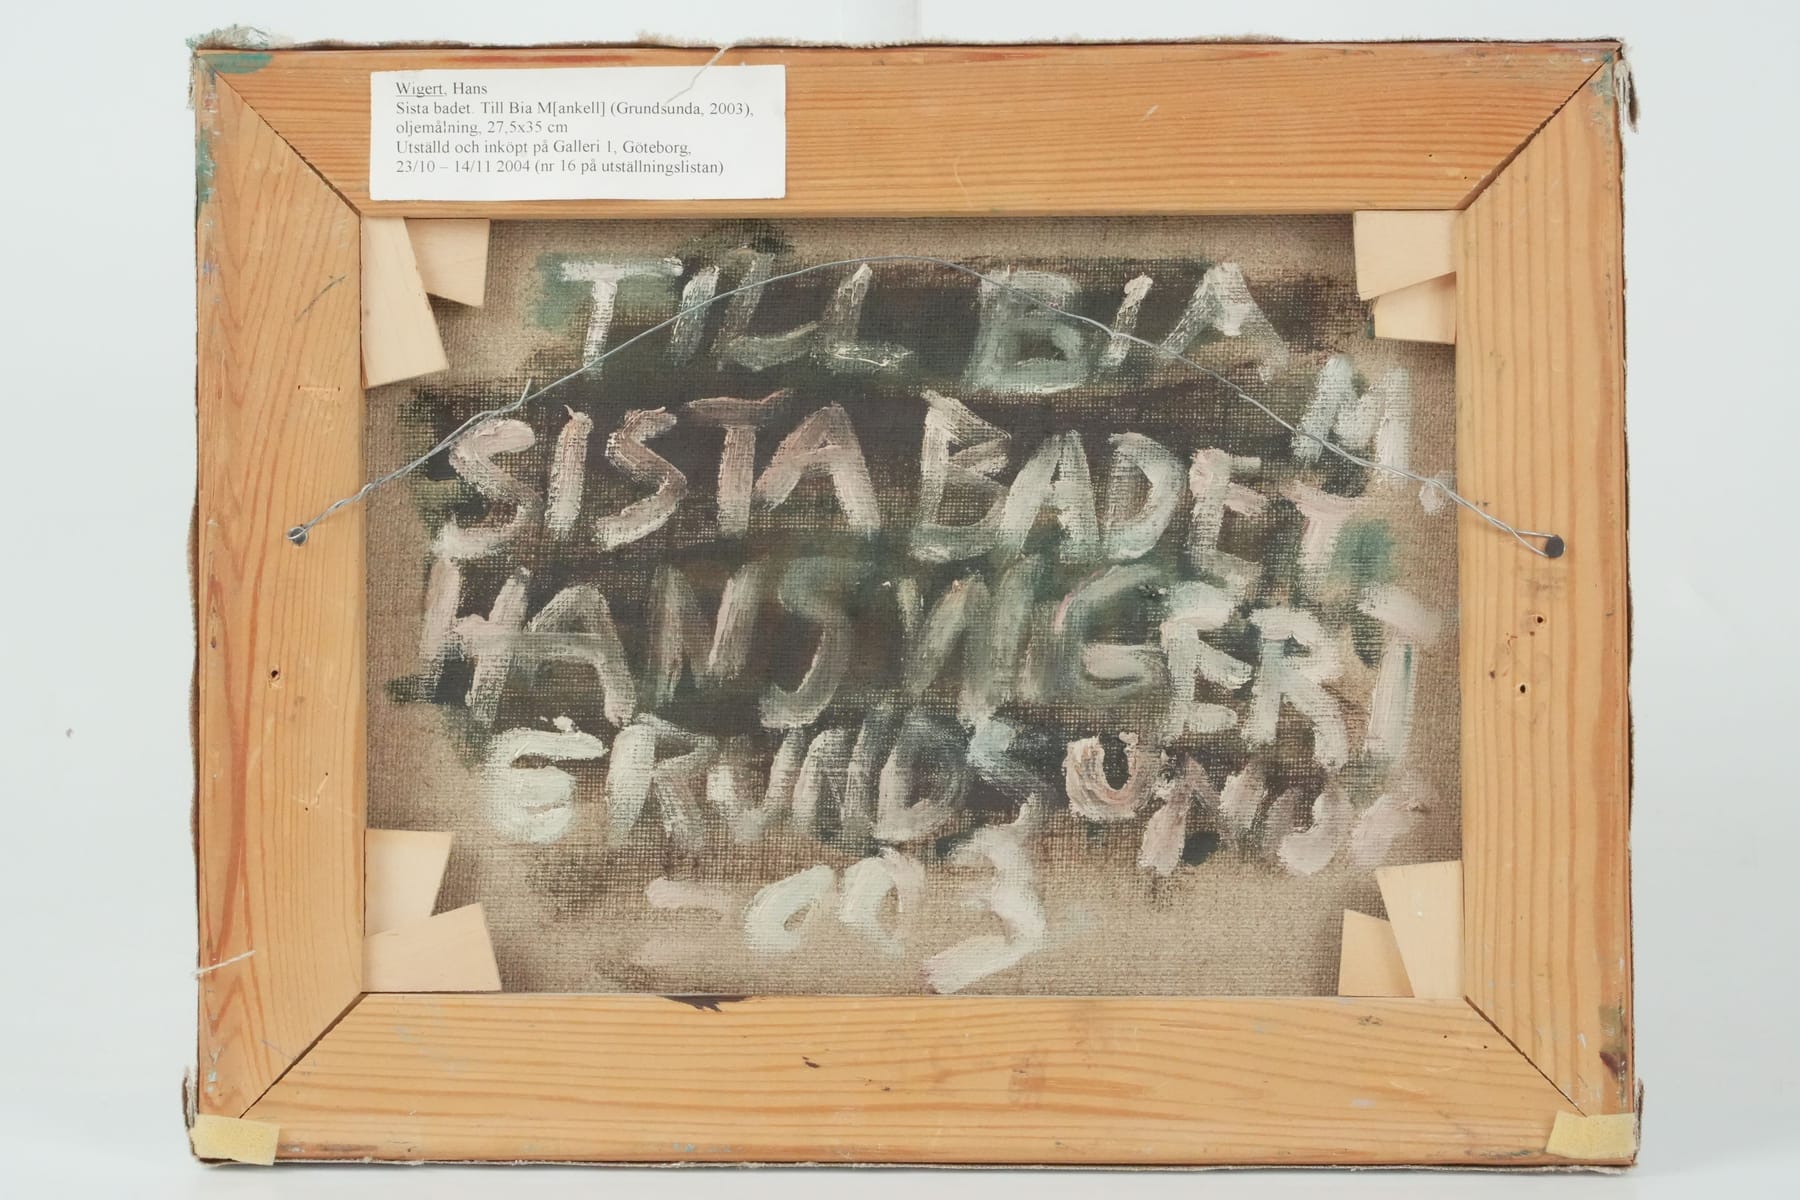 Wigert, Hans
Sista badet. Till Bia M[ankell] (Grundsunda, 2003),
oljemålning, 27,5x35 cm
Utställd och inköpt på Galleri 1, Göteborg,
23/10 – 14/11 2004 (nr 16 på utställningslistan)
TILL BIA
M.
SISTA BADET
HANS WIGERT
GRUNDSUNDA
2003